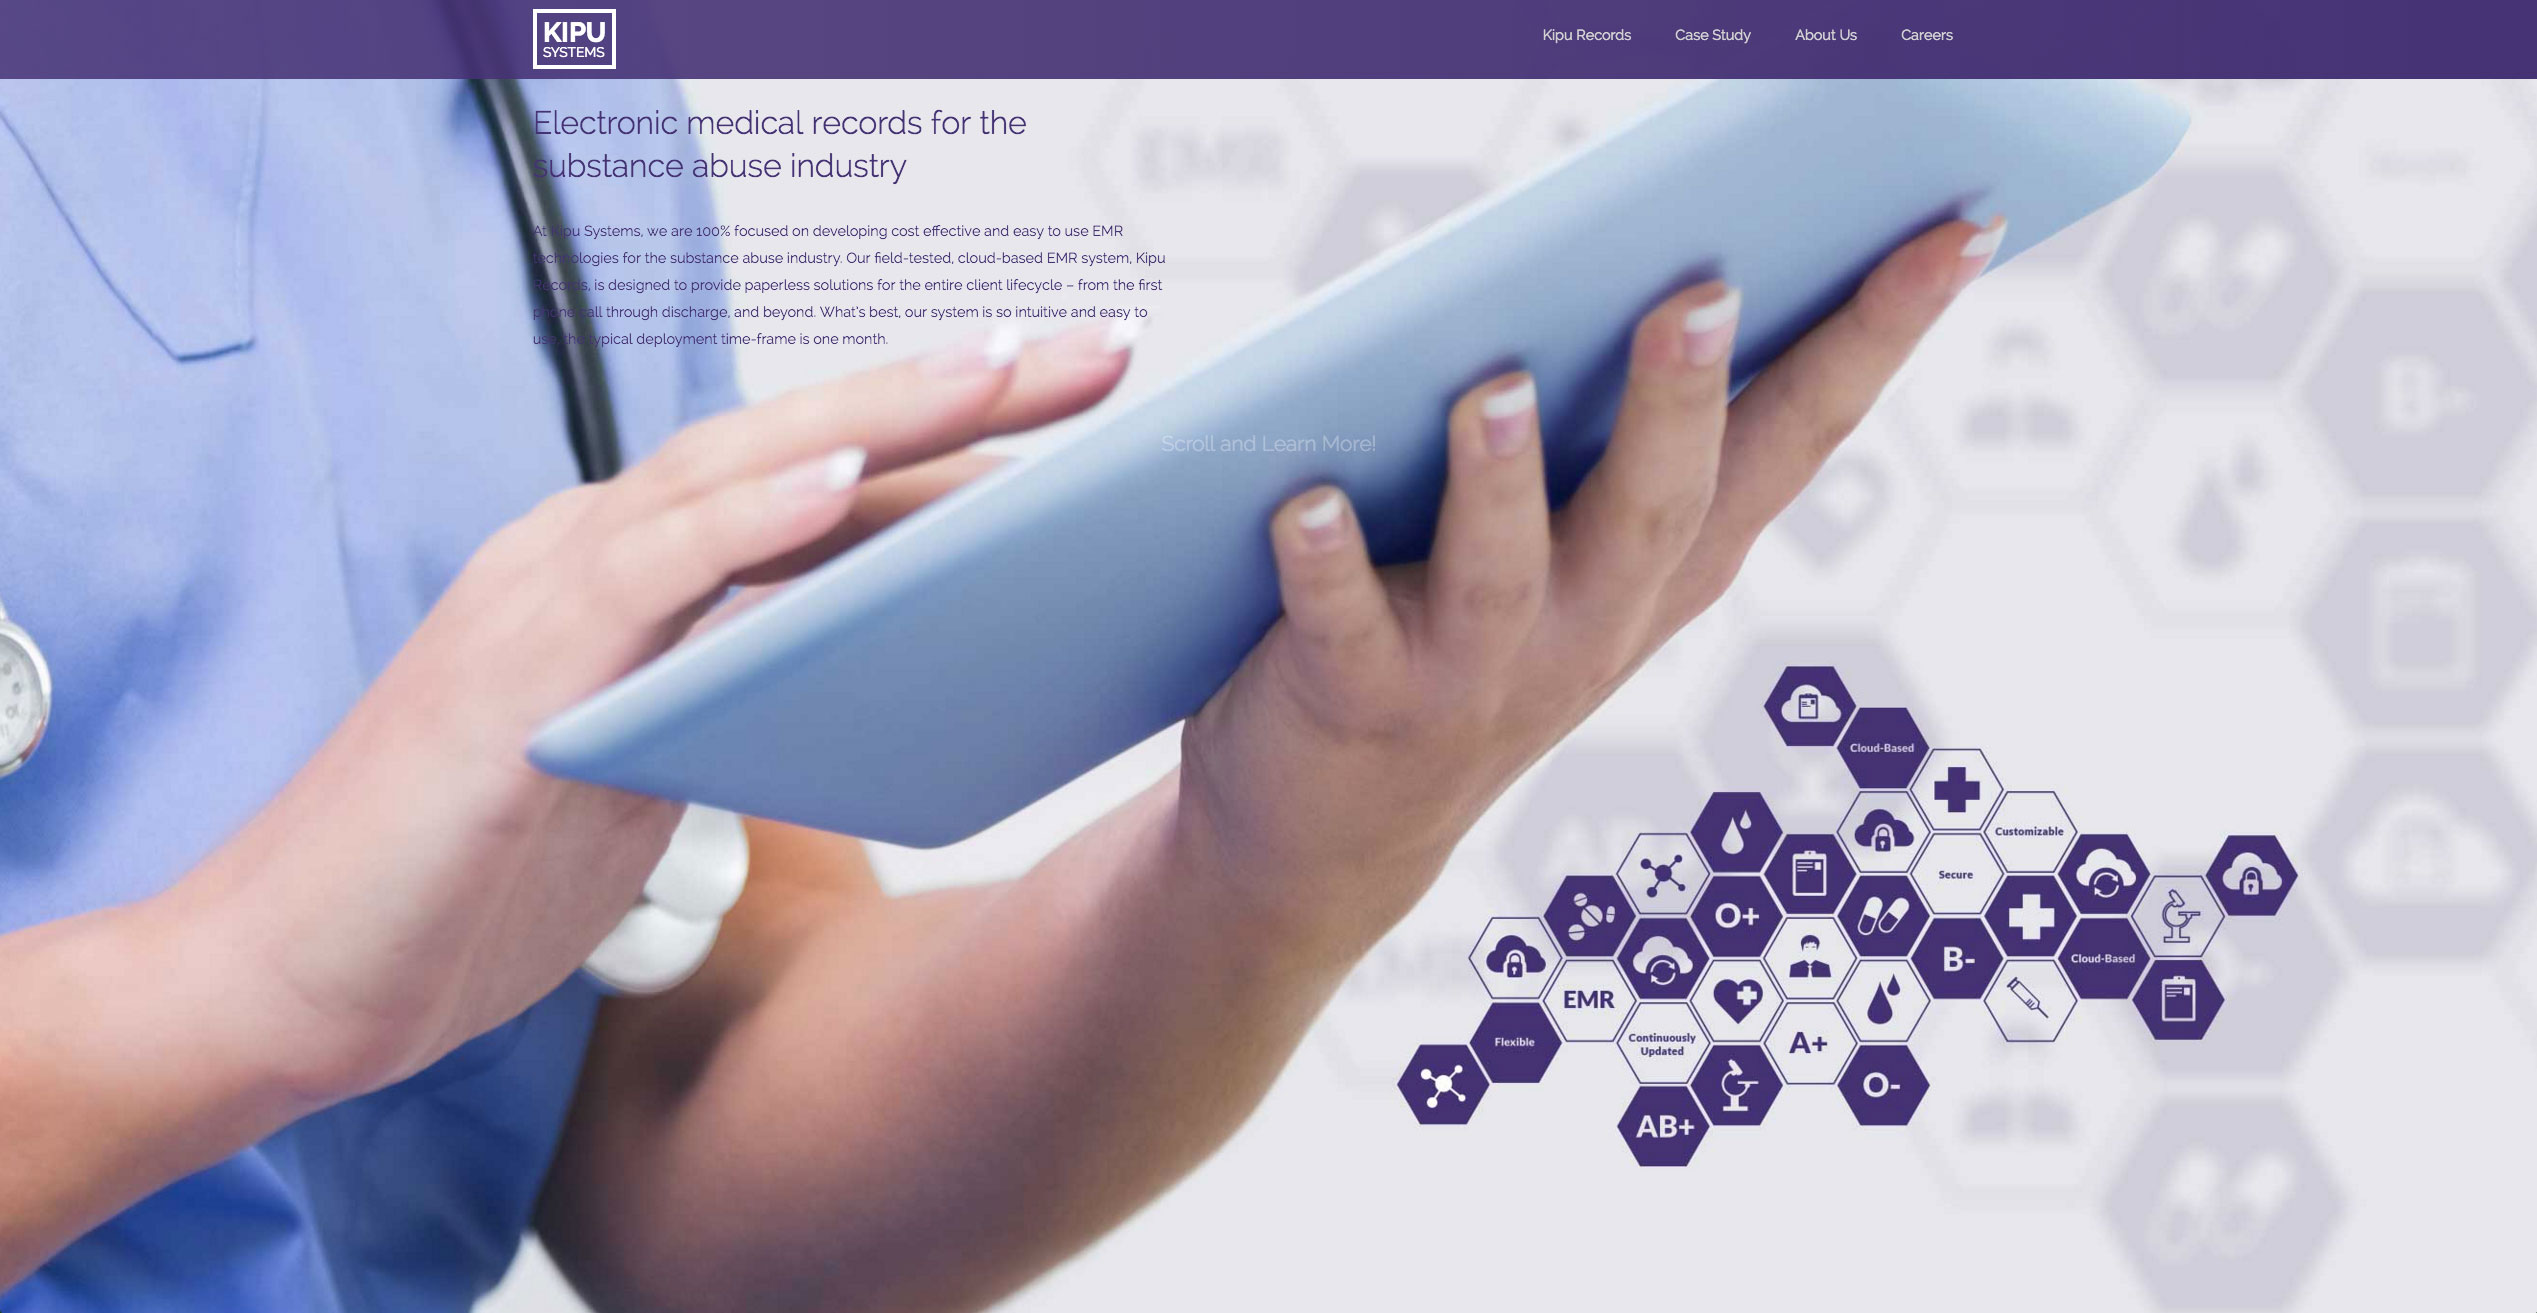 KIPU
SYSTEMS
Kipu Records
Case Study
About Us
Careers
Electronic medical records for the
substance abuse industry
At Kipu Systems, we are 100% focused on developing cost effective and easy to use EMR
technologies for the substance abuse industry. Our field-tested, cloud-based EMR system, Kipu
Records, is designed to provide paperless solutions for the entire client lifecycle – from the first
phone call through discharge, and beyond. What's best, our system is so intuitive and easy to
use, the typical deployment time-frame is one month.
EMR
Scroll and Learn More!
B-
Cloud-Based
Customizable
Secure
O+
B-
Cloud-Based
EMR
Flexible
Continuously
Updated
A+
O-
AB+